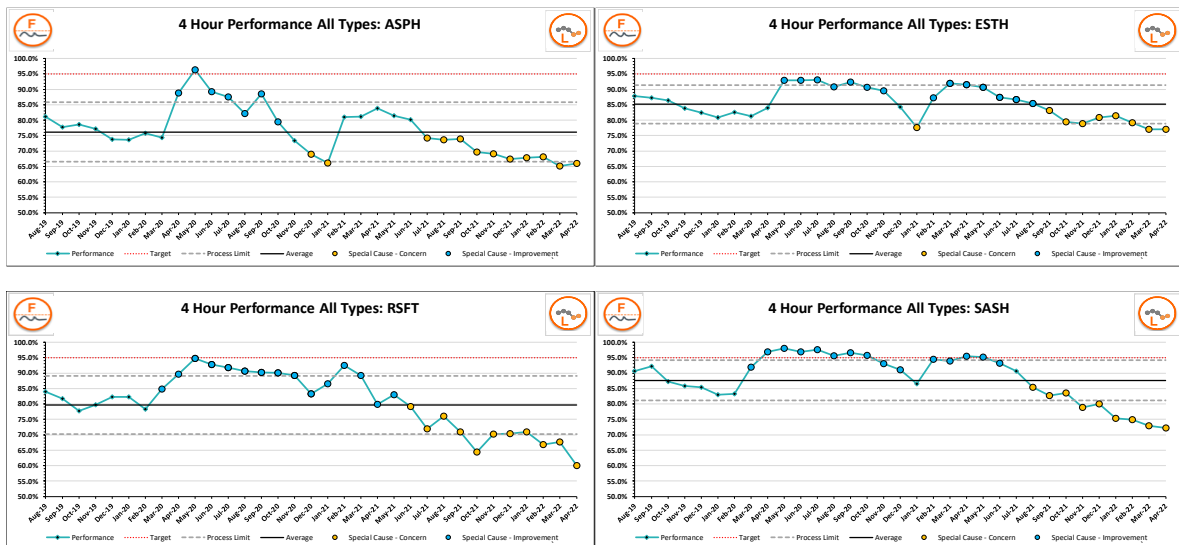 4 Hour Performance All Types: ASPH
F
L
100.0%
95.0%
90.0%
85.0%
80.0%
75.0%
70.0%
65.0%
60.0%
55.0%
50.0%
Aug-19 Sep-19 Oct-19 Nov-19 Dec-19 Jan-20 Feb-20 Mar-20 Apr-20 May-20 Jun-20 Jul-20 Aug-20 Sep-20 Oct-20 Nov-20 Dec-20 Jan-21 Feb-21 Mar-21 Apr-21 May-21 Jun-21 Jul-21 Aug-21 Sep-21 Oct-21 Nov-21 Dec-21 Jan-22 Feb-22 Mar-22 Apr-22
Performance Target Process Limit Average Special Cause - Concern Special Cause - Improvement
4 Hour Performance All Types: ESTH
F
L
100.0%
95.0%
90.0%
85.0%
80.0%
75.0%
70.0%
65.0%
60.0%
55.0%
50.0%
Aug-19 Sep-19 Oct-19 Nov-19 Dec-19 Jan-20 Feb-20 Mar-20 Apr-20 May-20 Jun-20 Jul-20 Aug-20 Sep-20 Oct-20 Nov-20 Dec-20 Jan-21 Feb-21 Mar-21 Apr-21 May-21 Jun-21 Jul-21 Aug-21 Sep-21 Oct-21 Nov-21 Dec-21 Jan-22 Feb-22 Mar-22 Apr-22
Performance Target Process Limit Average Special Cause - Concern Special Cause - Improvement
4 Hour Performance All Types: RSFT
F
L
100.0%
95.0%
90.0%
85.0%
80.0%
75.0%
70.0%
65.0%
60.0%
55.0%
50.0%
Aug-19 Sep-19 Oct-19 Nov-19 Dec-19 Jan-20 Feb-20 Mar-20 Apr-20 May-20 Jun-20 Jul-20 Aug-20 Sep-20 Oct-20 Nov-20 Dec-20 Jan-21 Feb-21 Mar-21 Apr-21 May-21 Jun-21 Jul-21 Aug-21 Sep-21 Oct-21 Nov-21 Dec-21 Jan-22 Feb-22 Mar-22 Apr-22
Performance Target Process Limit Average Special Cause - Concern Special Cause - Improvement
4 Hour Performance All Types: SASH
F
L
100.0%
95.0%
90.0%
85.0%
80.0%
75.0%
70.0%
65.0%
60.0%
55.0%
50.0%
Aug-19 Sep-19 Oct-19 Nov-19 Dec-19 Jan-20 Feb-20 Mar-20 Apr-20 May-20 Jun-20 Jul-20 Aug-20 Sep-20 Oct-20 Nov-20 Dec-20 Jan-21 Feb-21 Mar-21 Apr-21 May-21 Jun-21 Jul-21 Aug-21 Sep-21 Oct-21 Nov-21 Dec-21 Jan-22 Feb-22 Mar-22 Apr-22
Performance Target Process Limit Average Special Cause - Concern Special Cause - Improvement